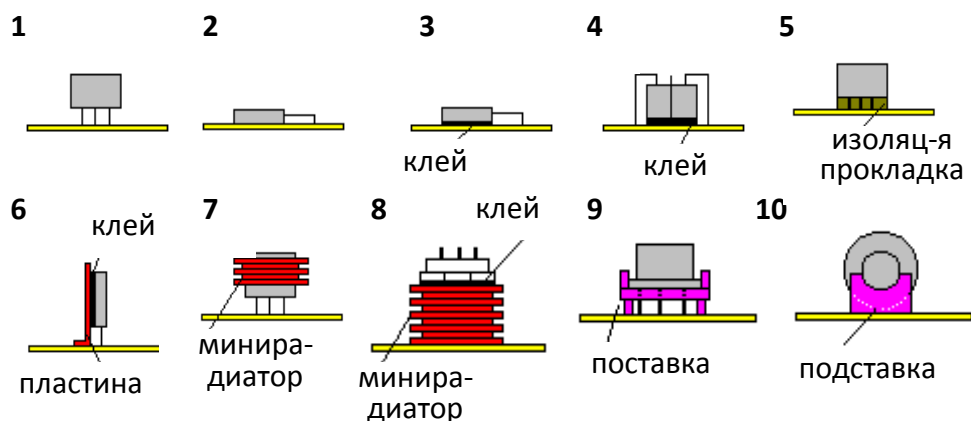 1
2
3
4
5
клей
клей
изоляц-я
прокладка
6
клей
7
8
клей
9
10
пластина
минира-
диатор
минира-
диатор
поставка
подставка